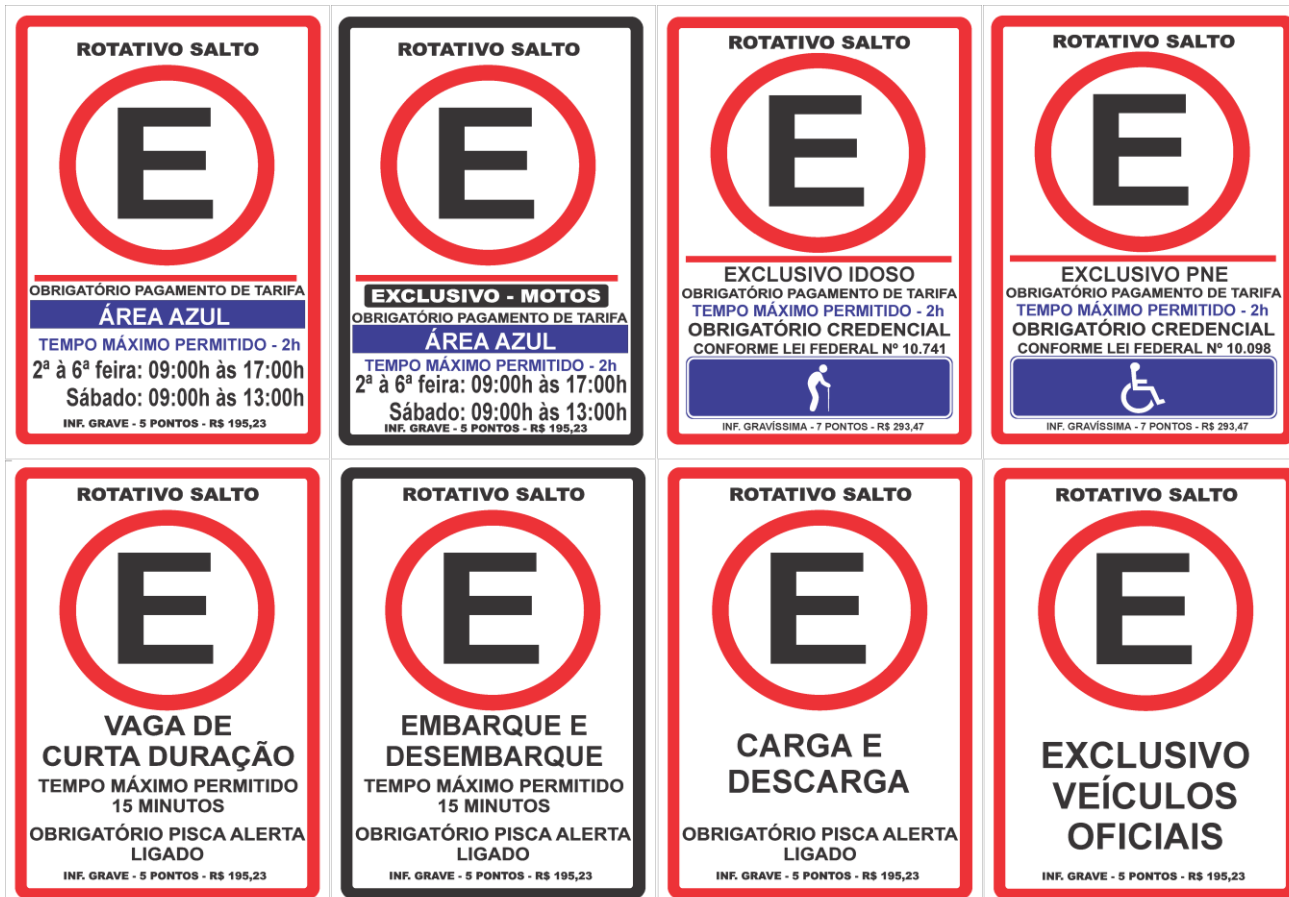 ROTATIVO SALTO
E
OBRIGATÓRIO PAGAMENTO DE TARIFA
ÁREA AZUL
TEMPO MÁXIMO PERMITIDO - 2h
2ª à 6ª feira: 09:00h às 17:00h
Sábado: 09:00h às 13:00h
INF. GRAVE - 5 PONTOS - R$ 195,23
ROTATIVO SALTO
E
EXCLUSIVO - MOTOS
OBRIGATÓRIO PAGAMENTO DE TARIFA
ÁREA AZUL
TEMPO MÁXIMO PERMITIDO - 2h
2ª à 6ª feira: 09:00h às 17:00h
Sábado: 09:00h às 13:00h
INF. GRAVE - 5 PONTOS - R$ 195,23
ROTATIVO SALTO
E
EXCLUSIVO IDOSO
OBRIGATÓRIO PAGAMENTO DE TARIFA
TEMPO MÁXIMO PERMITIDO - 2h
OBRIGATÓRIO CREDENCIAL
CONFORME LEI FEDERAL Nº 10.741
INF. GRAVÍSSIMA - 7 PONTOS - R$ 293,47
ROTATIVO SALTO
E
EXCLUSIVO PNE
OBRIGATÓRIO PAGAMENTO DE TARIFA
TEMPO MÁXIMO PERMITIDO - 2h
OBRIGATÓRIO CREDENCIAL
CONFORME LEI FEDERAL Nº 10.098
INF. GRAVÍSSIMA - 7 PONTOS - R$ 293,47
ROTATIVO SALTO
E
VAGA DE
CURTA DURAÇÃO
TEMPO MÁXIMO PERMITIDO
15 MINUTOS
OBRIGATÓRIO PISCA ALERTA
LIGADO
INF. GRAVE - 5 PONTOS - R$ 195,23
ROTATIVO SALTO
E
EMBARQUE E
DESEMBARQUE
TEMPO MÁXIMO PERMITIDO
15 MINUTOS
OBRIGATÓRIO PISCA ALERTA
LIGADO
INF. GRAVE - 5 PONTOS - R$ 195,23
ROTATIVO SALTO
E
CARGA E
DESCARGA
OBRIGATÓRIO PISCA ALERTA
LIGADO
INF. GRAVE - 5 PONTOS - R$ 195,23
ROTATIVO SALTO
E
EXCLUSIVO
VEÍCULOS
OFICIAIS
INF. GRAVE - 5 PONTOS - R$ 195,23